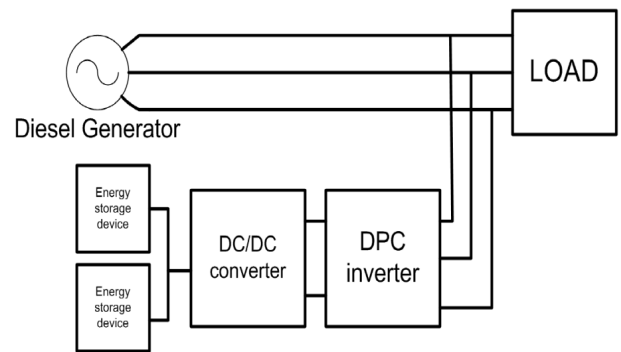 LOAD
Diesel Generator
Energy
storage
device
DC/DC
converter
DPC
inverter
Energy
storage
device